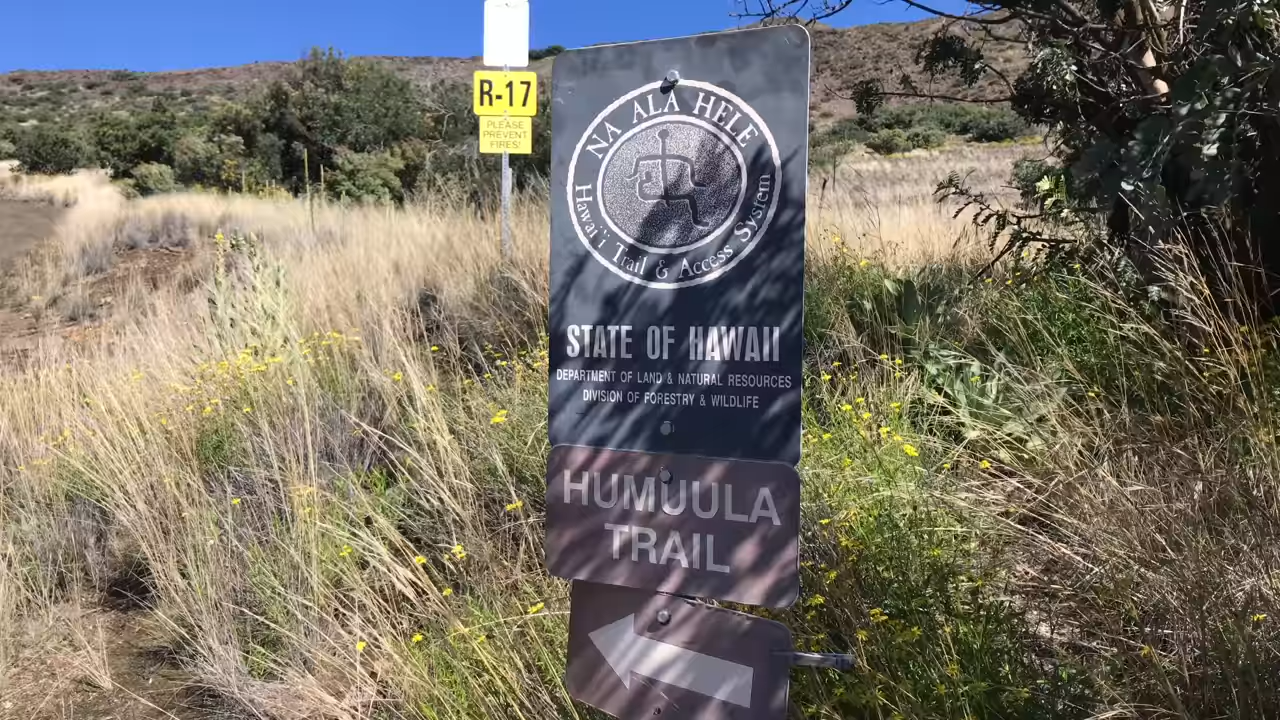 R-17
PLEASE
PREVENT
FIRES!
NA ALA HELE
Hawai'i Trail & Access System
STATE OF HAWAII
DEPARTMENT OF LAND & NATURAL RESOURCES
DIVISION OF FORESTRY & WILDLIFE
HUMUULA
TRAIL